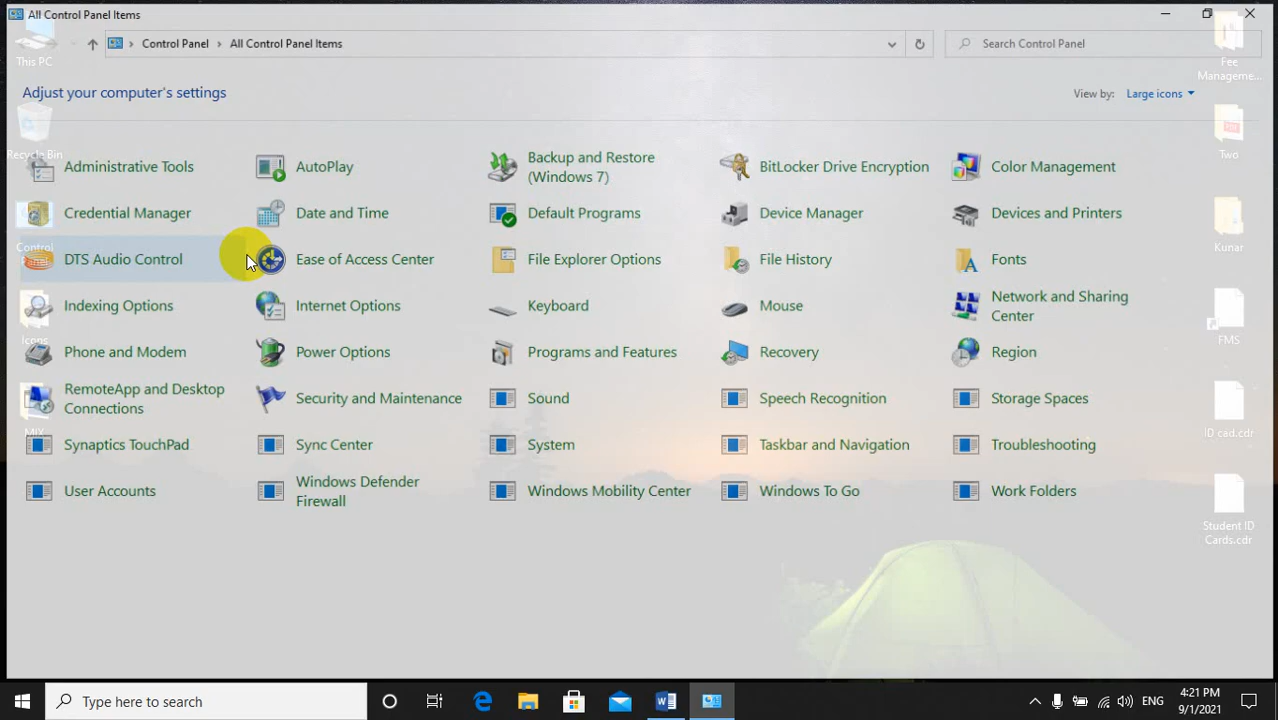 All Control Panel Items
Control Panel › All Control Panel Items
Search Control Panel
Adjust your computer's settings
View by: Large icons
Administrative Tools
AutoPlay
Backup and Restore
(Windows 7)
BitLocker Drive Encryption
Color Management
Credential Manager
Date and Time
Default Programs
Device Manager
Devices and Printers
DTS Audio Control
Ease of Access Center
File Explorer Options
File History
Fonts
Indexing Options
Internet Options
Keyboard
Mouse
Network and Sharing
Center
Phone and Modem
Power Options
Programs and Features
Recovery
Region
RemoteApp and Desktop
Connections
Security and Maintenance
Sound
Speech Recognition
Storage Spaces
Synaptics TouchPad
Sync Center
System
Taskbar and Navigation
Troubleshooting
User Accounts
Windows Defender
Firewall
Windows Mobility Center
Windows To Go
Work Folders
This PC
Recycle Bin
Control
Icons
MIX
Fee
Manageme...
Two
Kunar
FMS
ID cad.cdr
Student ID
Cards.cdr
Type here to search
ENG
4:21 PM
9/1/2021